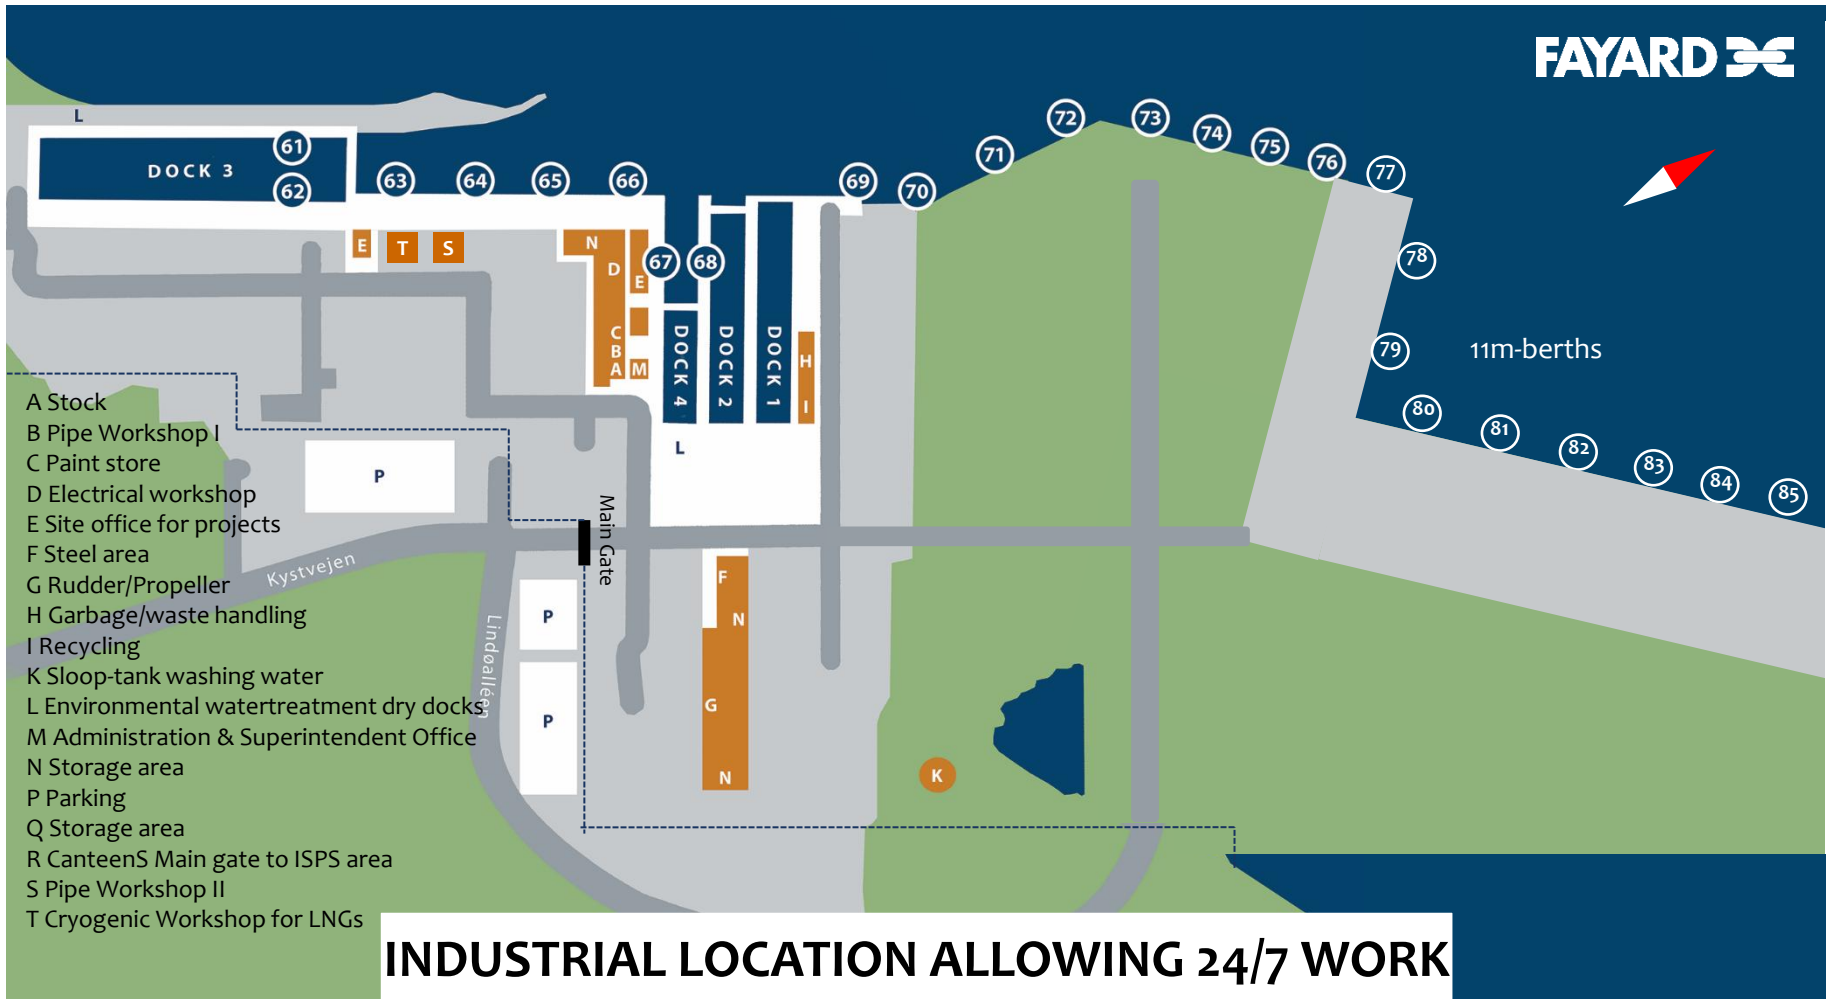 FAYARD
L
DOCK 3
61
62
63
64
65
66
67
68
69
70
71
72
73
74
75
76
77
78
79
80
81
82
83
84
85
11m-berths
E
T
S
N
D
E
C
B
A
M
DOCK 4
DOCK 2
DOCK 1
H
I
L
P
Main Gate
Kystvejen
Lindøalléen
P
P
F
N
G
N
K
A Stock
B Pipe Workshop I
C Paint store
D Electrical workshop
E Site office for projects
F Steel area
G Rudder/Propeller
H Garbage/waste handling
I Recycling
K Sloop-tank washing water
L Environmental watertreatment dry docks
M Administration & Superintendent Office
N Storage area
P Parking
Q Storage area
R CanteenS Main gate to ISPS area
S Pipe Workshop II
T Cryogenic Workshop for LNGs
INDUSTRIAL LOCATION ALLOWING 24/7 WORK